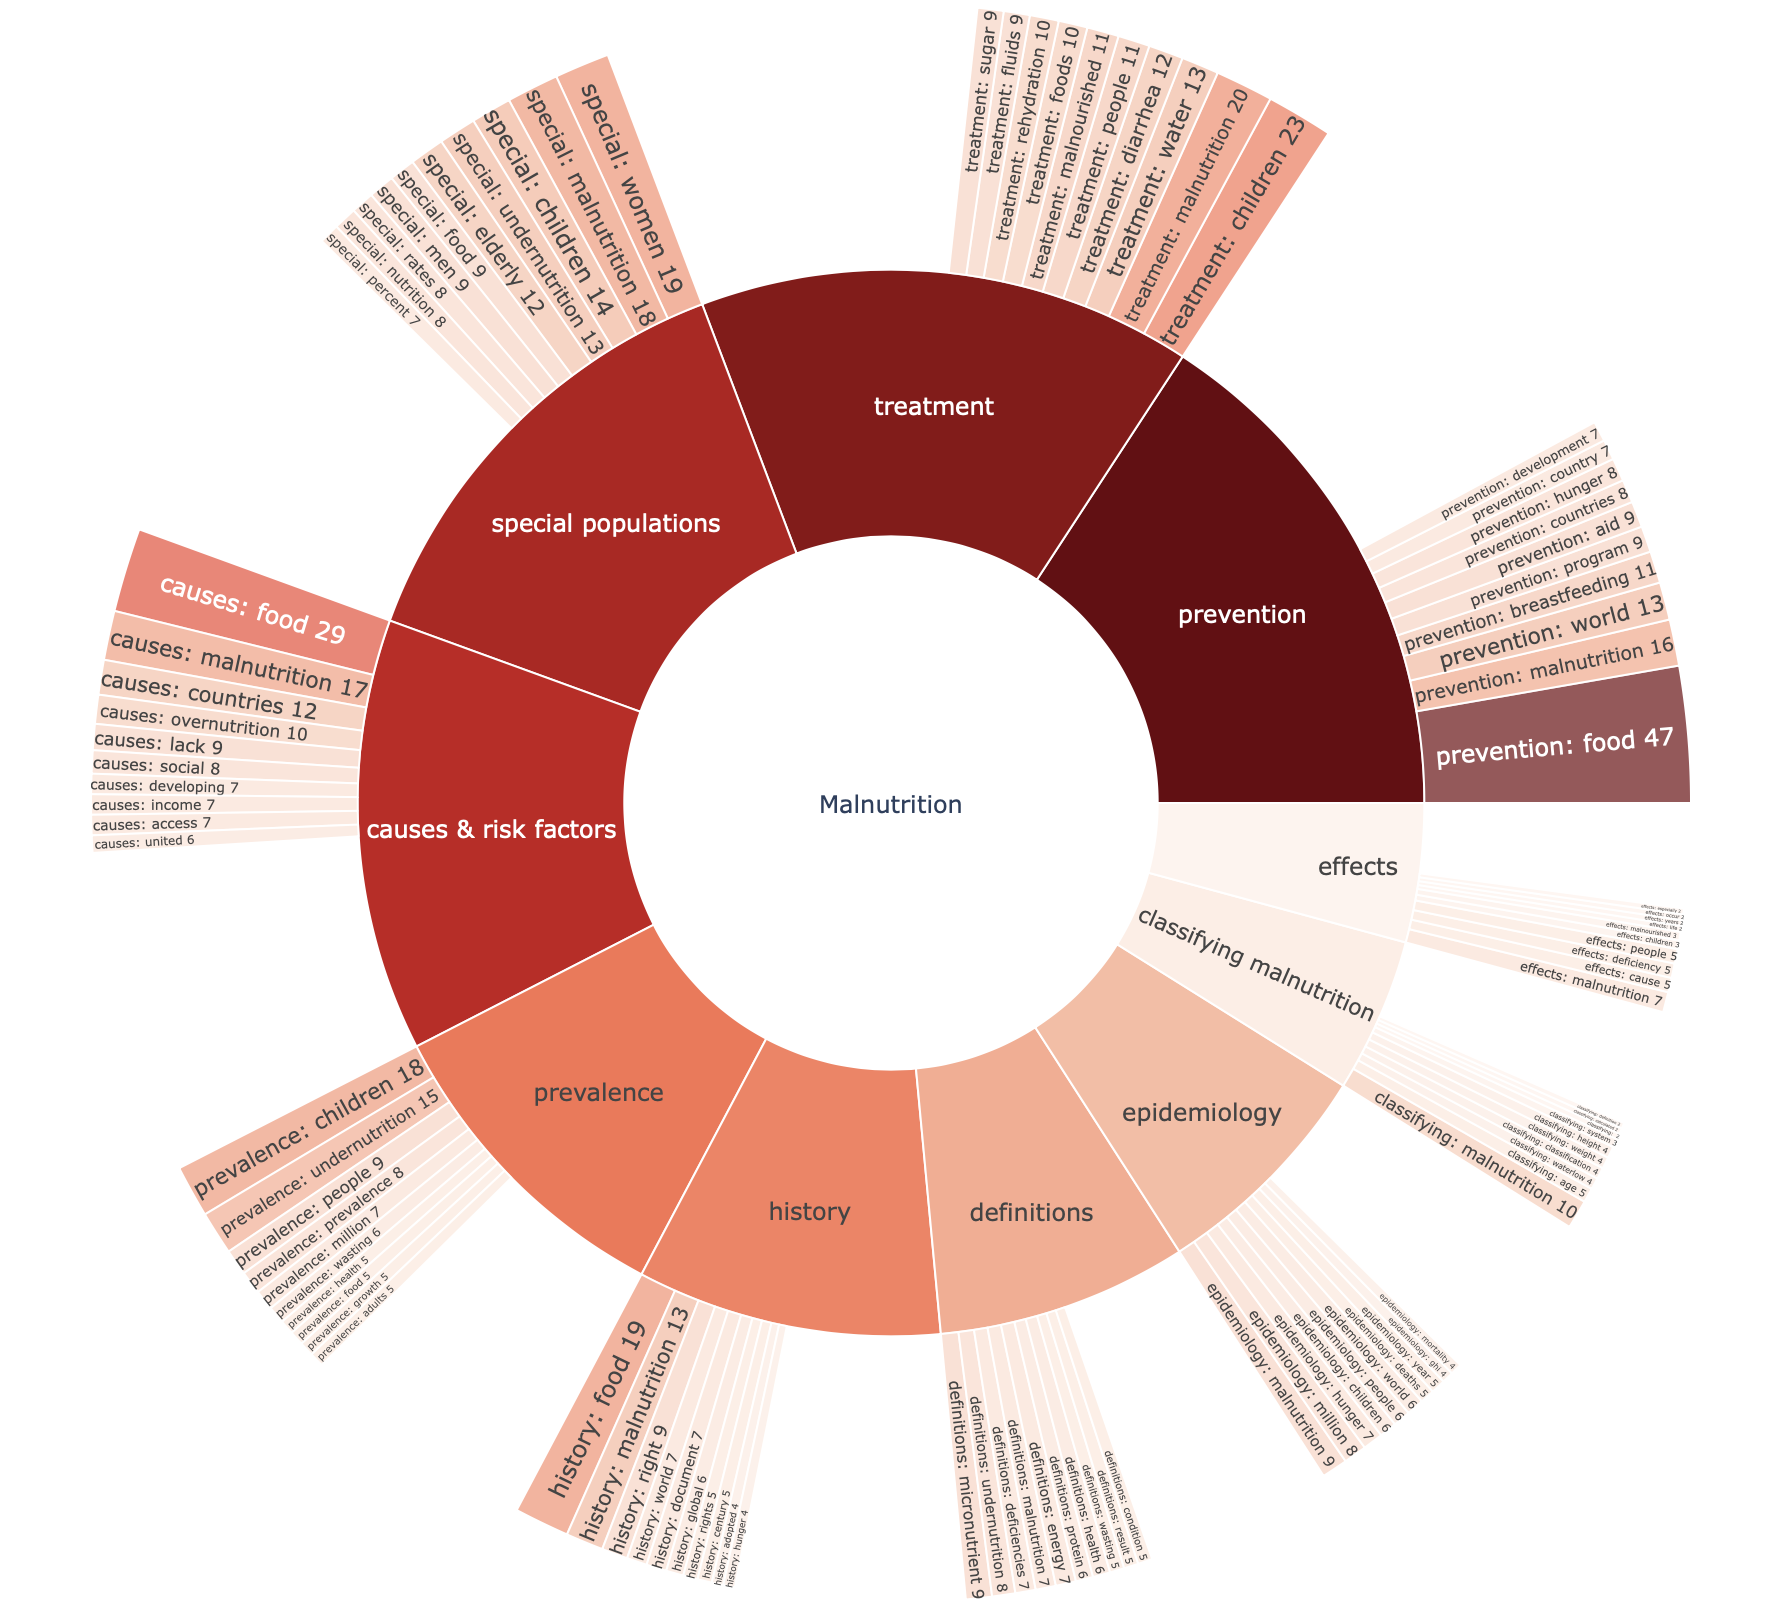 Malnutrition
prevention
treatment
special populations
causes & risk factors
prevalence
history
definitions
epidemiology
classifying malnutrition
effects
prevention: development 7
prevention: country 7
prevention: hunger 8
prevention: countries 8
prevention: aid 9
prevention: program 9
prevention: breastfeeding 11
prevention: world 13
prevention: malnutrition 16
prevention: food 47
treatment: sugar 9
treatment: fluids 9
treatment: rehydration 10
treatment: foods 10
treatment: malnourished 11
treatment: people 11
treatment: diarrhea 12
treatment: water 13
treatment: malnutrition 20
treatment: children 23
special: percent 7
special: nutrition 8
special: rates 8
special: men 9
special: food 9
special: elderly 12
special: undernutrition 13
special: children 14
special: malnutrition 18
special: women 19
causes: food 29
causes: malnutrition 17
causes: countries 12
causes: overnutrition 10
causes: lack 9
causes: social 8
causes: developing 7
causes: income 7
causes: access 7
causes: united 6
prevalence: children 18
prevalence: undernutrition 15
prevalence: people 9
prevalence: prevalence 8
prevalence: million 7
prevalence: wasting 6
prevalence: health 5
prevalence: food 5
prevalence: growth 5
prevalence: adults 5
history: food 19
history: malnutrition 13
history: right 9
history: world 7
history: document 7
history: global 6
history: rights 5
history: century 5
history: adopted 4
history: hunger 4
definitions: micronutrient 9
definitions: undernutrition 8
definitions: deficiencies 7
definitions: malnutrition 7
definitions: energy 7
definitions: protein 6
definitions: health 6
definitions: wasting 5
definitions: result 5
definitions: condition 5
epidemiology: malnutrition 9
epidemiology: million 8
epidemiology: hunger 7
epidemiology: children 6
epidemiology: people 6
epidemiology: world 6
epidemiology: deaths 5
epidemiology: year 5
epidemiology: ghi 4
epidemiology: mortality 4
classifying: malnutrition 10
classifying: age 5
classifying: waterlow 4
classifying: classification 4
classifying: weight 4
classifying: height 4
classifying: system 3
effects: especially 2
effects: occur 2
effects: years 2
effects: life 2
effects: malnourished 3
effects: children 3
effects: people 5
effects: deficiency 5
effects: cause 5
effects: malnutrition 7